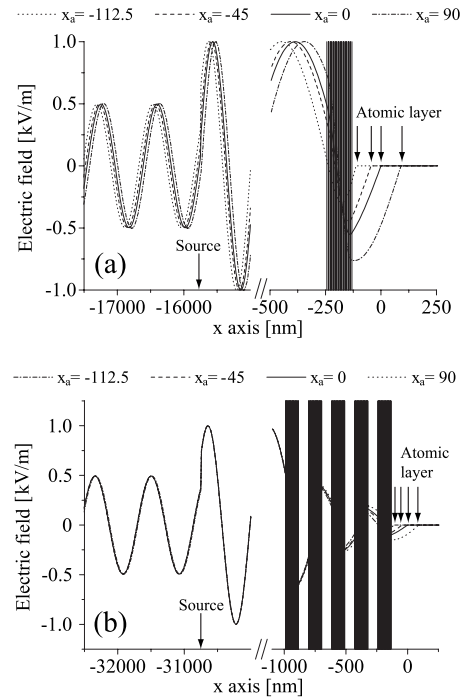 xa= -112.5 xa= -45 xa= 0 xa= 90
Electric field [kV/m]
1.0
0.5
0
-0.5
-1.0
Atomic layer
Source
(a)
-17000 -16000 -500 -250 0 250
x axis [nm]
xa= -112.5 xa= -45 xa= 0 xa= 90
Electric field [kV/m]
1.0
0.5
0
-0.5
-1.0
Atomic
layer
Source
(b)
-32000 -31000 -1000 -500 0
x axis [nm]